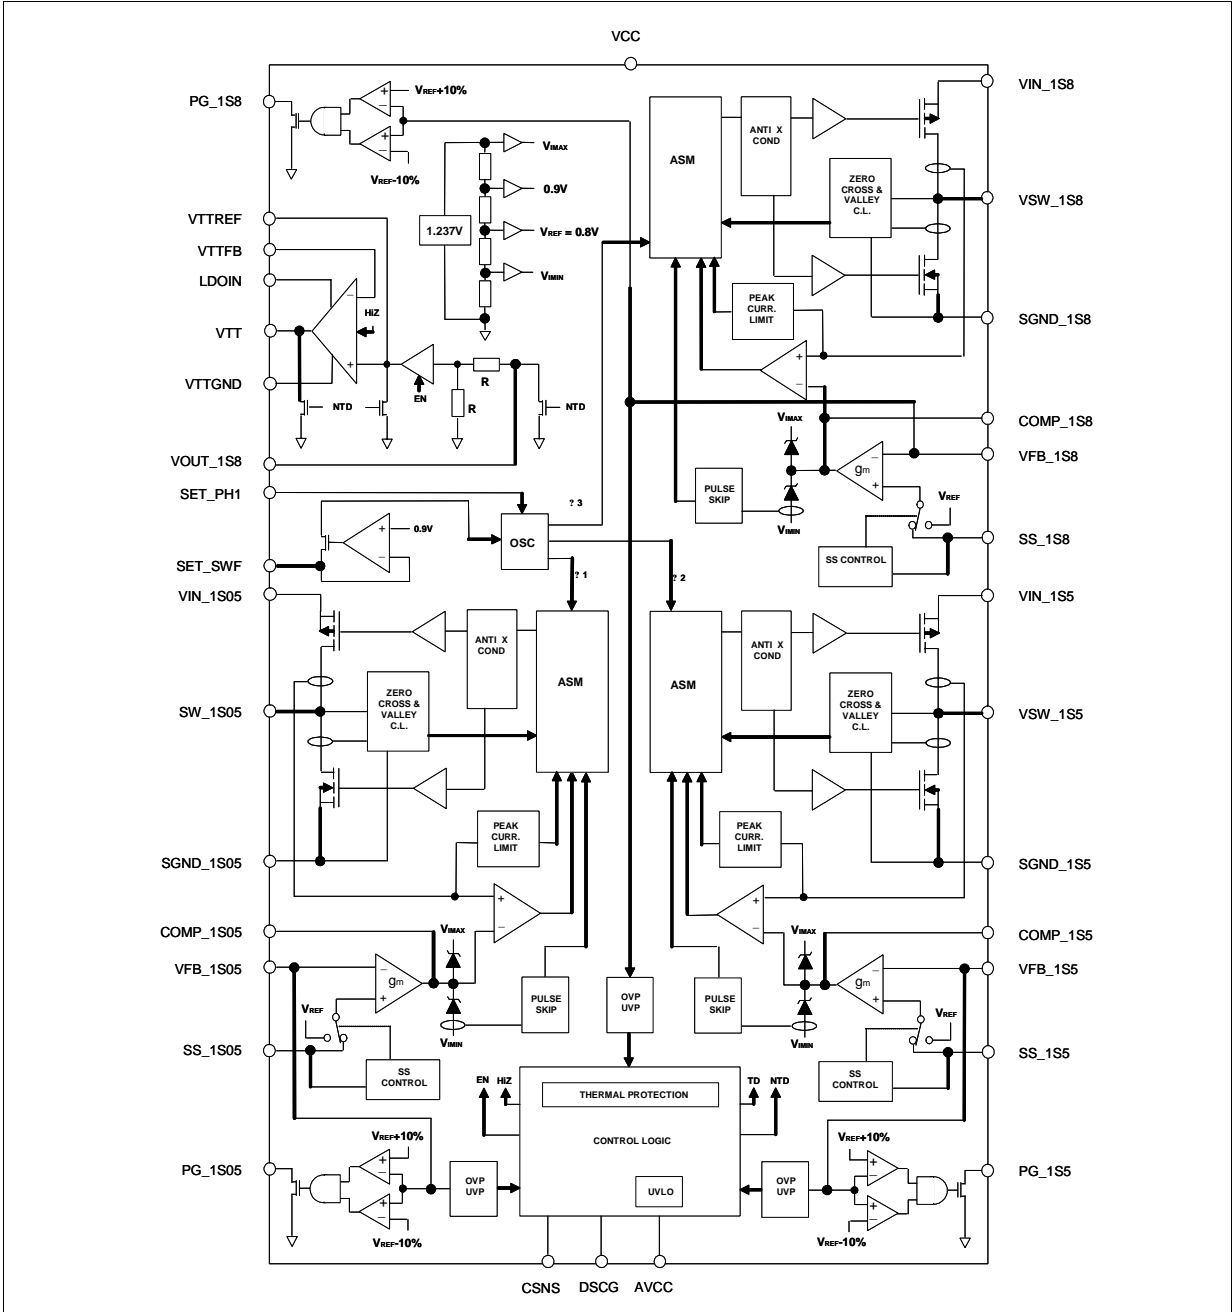 VCC
PG_1S8
VREF+10%
VREF-10%
VIMAX
0.9V
1.237V
VREF = 0.8V
VIMIN
ASM
ANTI X
COND
VIN_1S8
ZERO
CROSS &
VALLEY
C.L.
VSW_1S8
PEAK
CURR.
LIMIT
SGND_1S8
VTTREF
VTTFB
LDOIN
HiZ
VTT
VTTGND
EN
R
R
NTD
NTD
VOUT_1S8
+
−
+
−
−
+
+
−
VIMAX
COMP_1S8
VFB_1S8
gm
−
+
PULSE
SKIP
VIMIN
VREF
SS_1S8
SS CONTROL
SET_PH1
? 3
0.9V
+
−
OSC
SET_SWF
? 1
? 2
VIN_1S05
ANTI X
COND
ASM
ASM
ANTI X
COND
VIN_1S5
ZERO
CROSS &
VALLEY
C.L.
SW_1S05
ZERO
CROSS &
VALLEY
C.L.
VSW_1S5
PEAK
CURR.
LIMIT
PEAK
CURR.
LIMIT
SGND_1S05
SGND_1S5
+
−
+
−
COMP_1S05
VIMAX
VIMAX
COMP_1S5
VFB_1S05
gm
−
+
gm
−
+
VFB_1S5
PULSE
SKIP
OVP
UVP
PULSE
SKIP
VREF
VIMIN
VIMIN
VREF
SS_1S05
SS
CONTROL
SS
CONTROL
SS_1S5
EN
HiZ
THERMAL PROTECTION
TD
NTD
CONTROL LOGIC
UVLO
VREF+10%
VREF+10%
PG_1S05
+
−
+
−
OVP
UVP
OVP
UVP
+
−
+
−
PG_1S5
VREF-10%
VREF-10%
CSNS
DSCG
AVCC